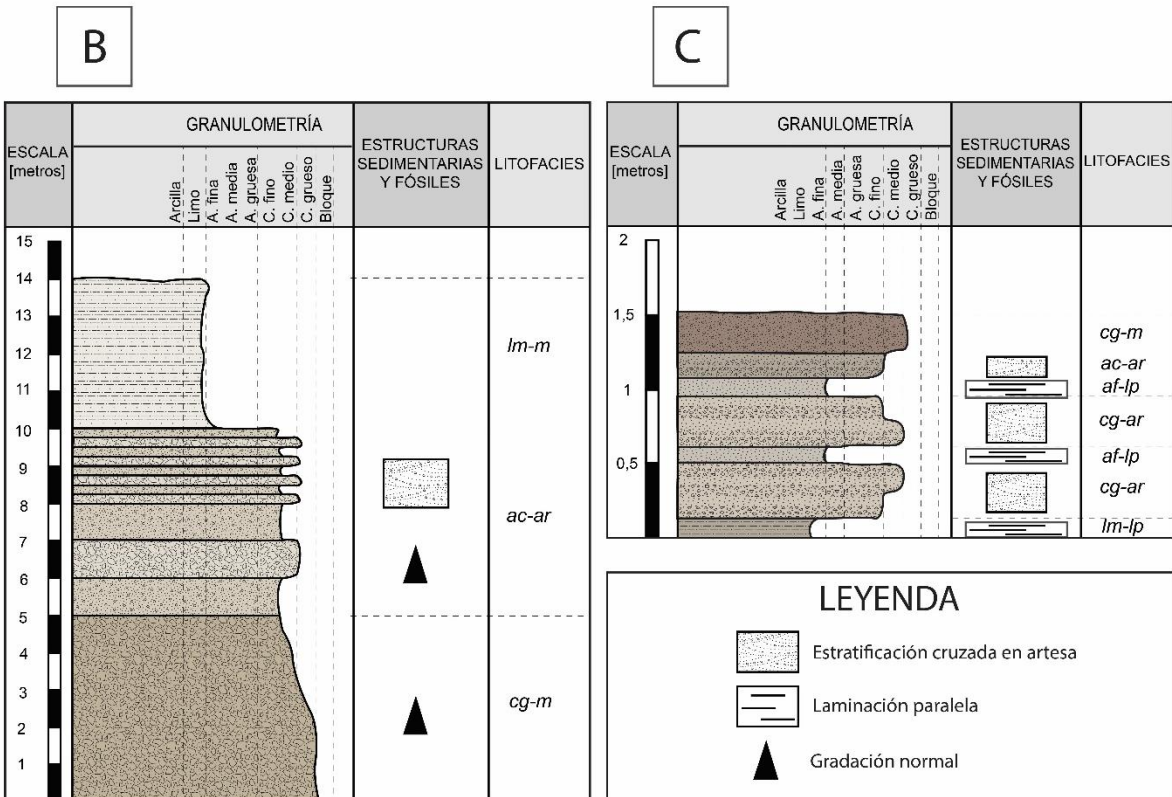 B
ESCALA
[metros]
GRANULOMETRÍA
Arcilla
Limo
A. fina
A. media
A. gruesa
C. fino
C. medio
C. grueso
Bloque
ESTRUCTURAS
SEDIMENTARIAS
Y FÓSILES
LITOFACIES
15
14
13
12
11
10
9
8
7
6
5
4
3
2
1
lm-m
ac-ar
cg-m
C
ESCALA
[metros]
GRANULOMETRÍA
Arcilla
Limo
A. fina
A. media
A. gruesa
C. fino
C. medio
C. grueso
Bloque
ESTRUCTURAS
SEDIMENTARIAS
Y FÓSILES
LITOFACIES
2
1,5
1
0,5
cg-m
ac-ar
af-lp
cg-ar
af-lp
cg-ar
lm-lp
LEYENDA
Estratificación cruzada en artesa
Laminación paralela
Gradación normal